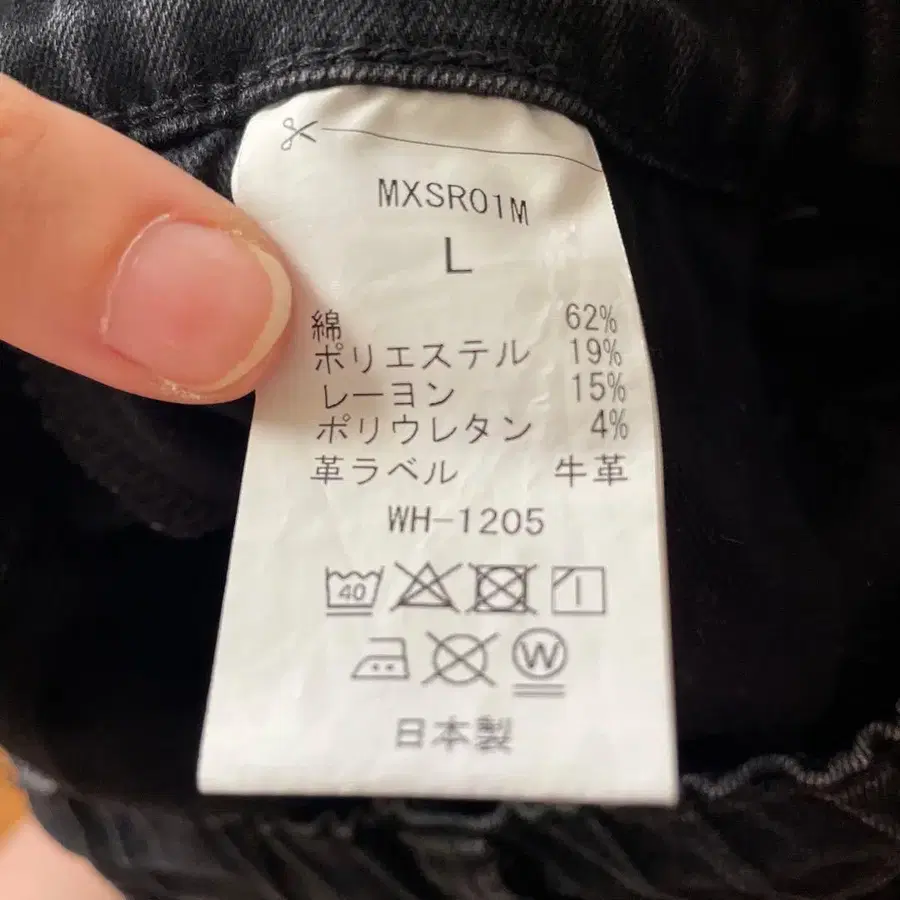 MXSR01M
L
綿 62%
ポリエステル 19%
レーヨン 15%
ポリウレタン 4%
革ラベル 牛革
WH-1205
40
W
日本製